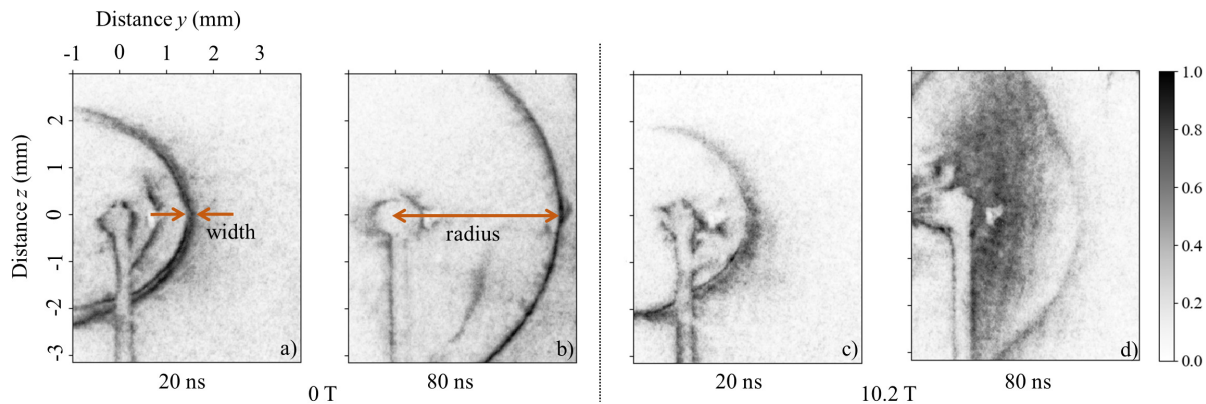 Distance y (mm)
-1 0 1 2 3
Distance z (mm)
2
1
0
-1
-2
-3
width
a)
20 ns
radius
b)
80 ns
0 T
c)
20 ns
d)
80 ns
10.2 T
1.0
0.8
0.6
0.4
0.2
0.0